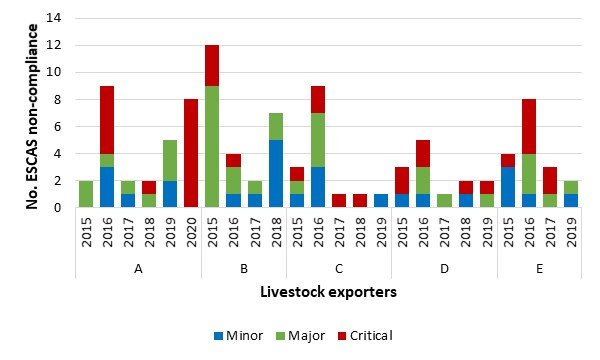 No. ESCAS non-compliance
14
12
10
8
6
4
2
0
2015 2016 2017 2018 2019 2020 2015 2016 2017 2018 2015 2016 2017 2018 2019 2015 2016 2017 2018 2019 2015 2016 2017 2019
A B C D E
Livestock exporters
Minor Major Critical